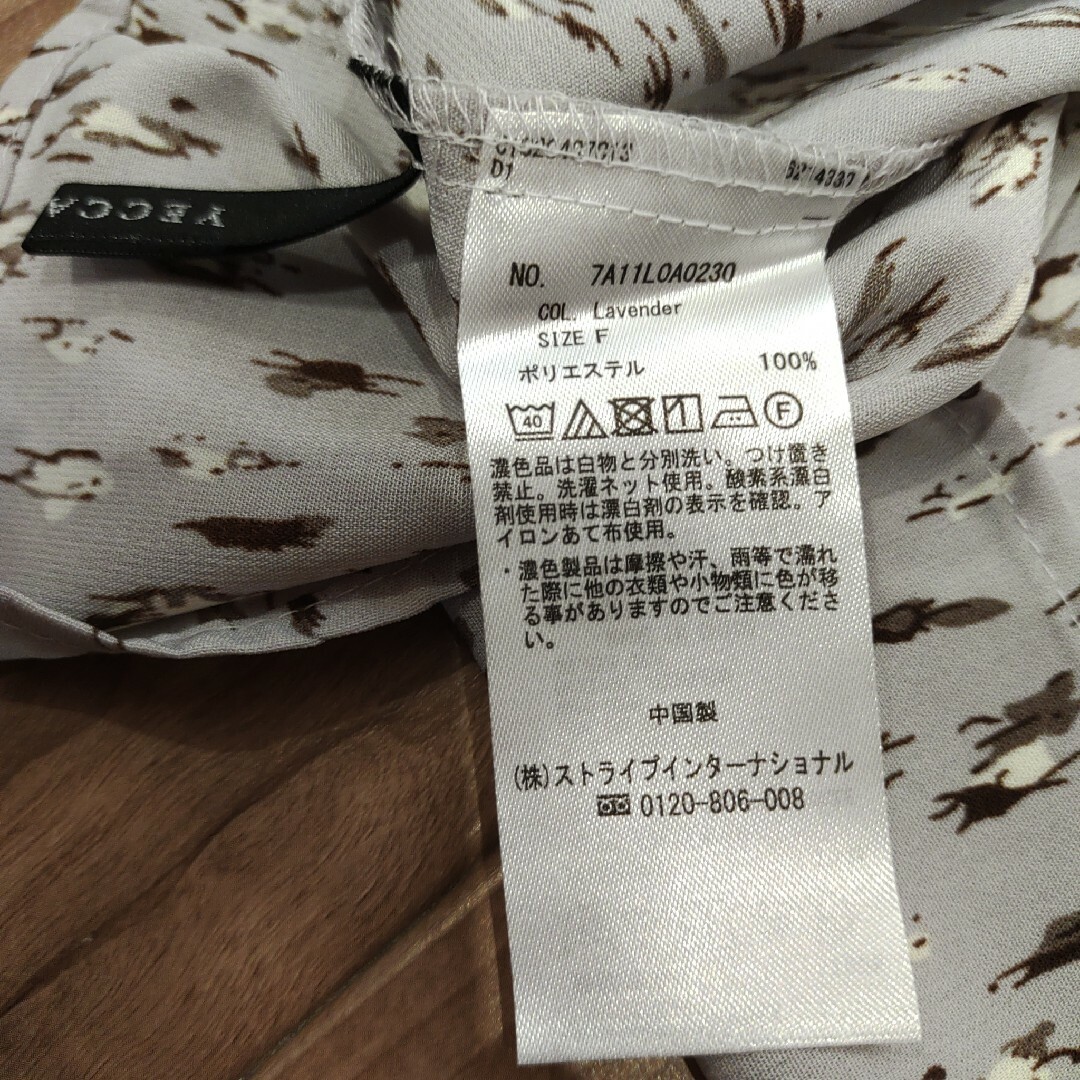 YECCA
D1
NO. 7A11L0A0230
COL. Lavender
SIZE F
ポリエステル 100%
40 F
濃色品は白物と分別洗い、つけ置き
禁止。洗濯ネット使用。酸素系漂白
剤使用時は漂白剤の表示を確認。ア
イロンあて布使用。
・濃色製品は摩擦や汗、雨等で濡れ
た際に他の衣類や小物類に色が移
る事がありますのでご注意くださ
い。
中国製
(株)ストライプインターナショナル
0120-806-008